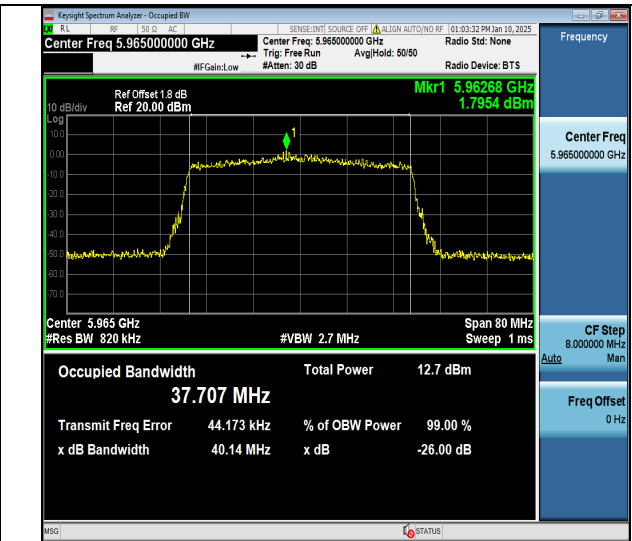 Keysight Spectrum Analyzer - Occupied BW
LXI RL RF 50 Ω AC SENSE:INT SOURCE OFF ALIGN AUTO/NO RF 01:03:32 PM Jan 10, 2025
Center Freq 5.965000000 GHz
Center Freq: 5.965000000 GHz
Radio Std: None
Trig: Free Run
Avg|Hold: 50/50
#IFGain:Low
#Atten: 30 dB
Radio Device: BTS
Frequency
Ref Offset 1.8 dB
Mkr1 5.96268 GHz
10 dB/div
Ref 20.00 dBm
1.7954 dBm
Log
10.0
1
0.00
-10.0
-20.0
-30.0
-40.0
-50.0
-60.0
-70.0
Center Freq
5.965000000 GHz
Center 5.965 GHz
Span 80 MHz
#Res BW 820 kHz
#VBW 2.7 MHz
Sweep 1 ms
CF Step
8.000000 MHz
Auto Man
Occupied Bandwidth
37.707 MHz
Total Power 12.7 dBm
Transmit Freq Error 44.173 kHz
% of OBW Power 99.00 %
x dB Bandwidth 40.14 MHz
x dB -26.00 dB
Freq Offset
0 Hz
MSG
STATUS